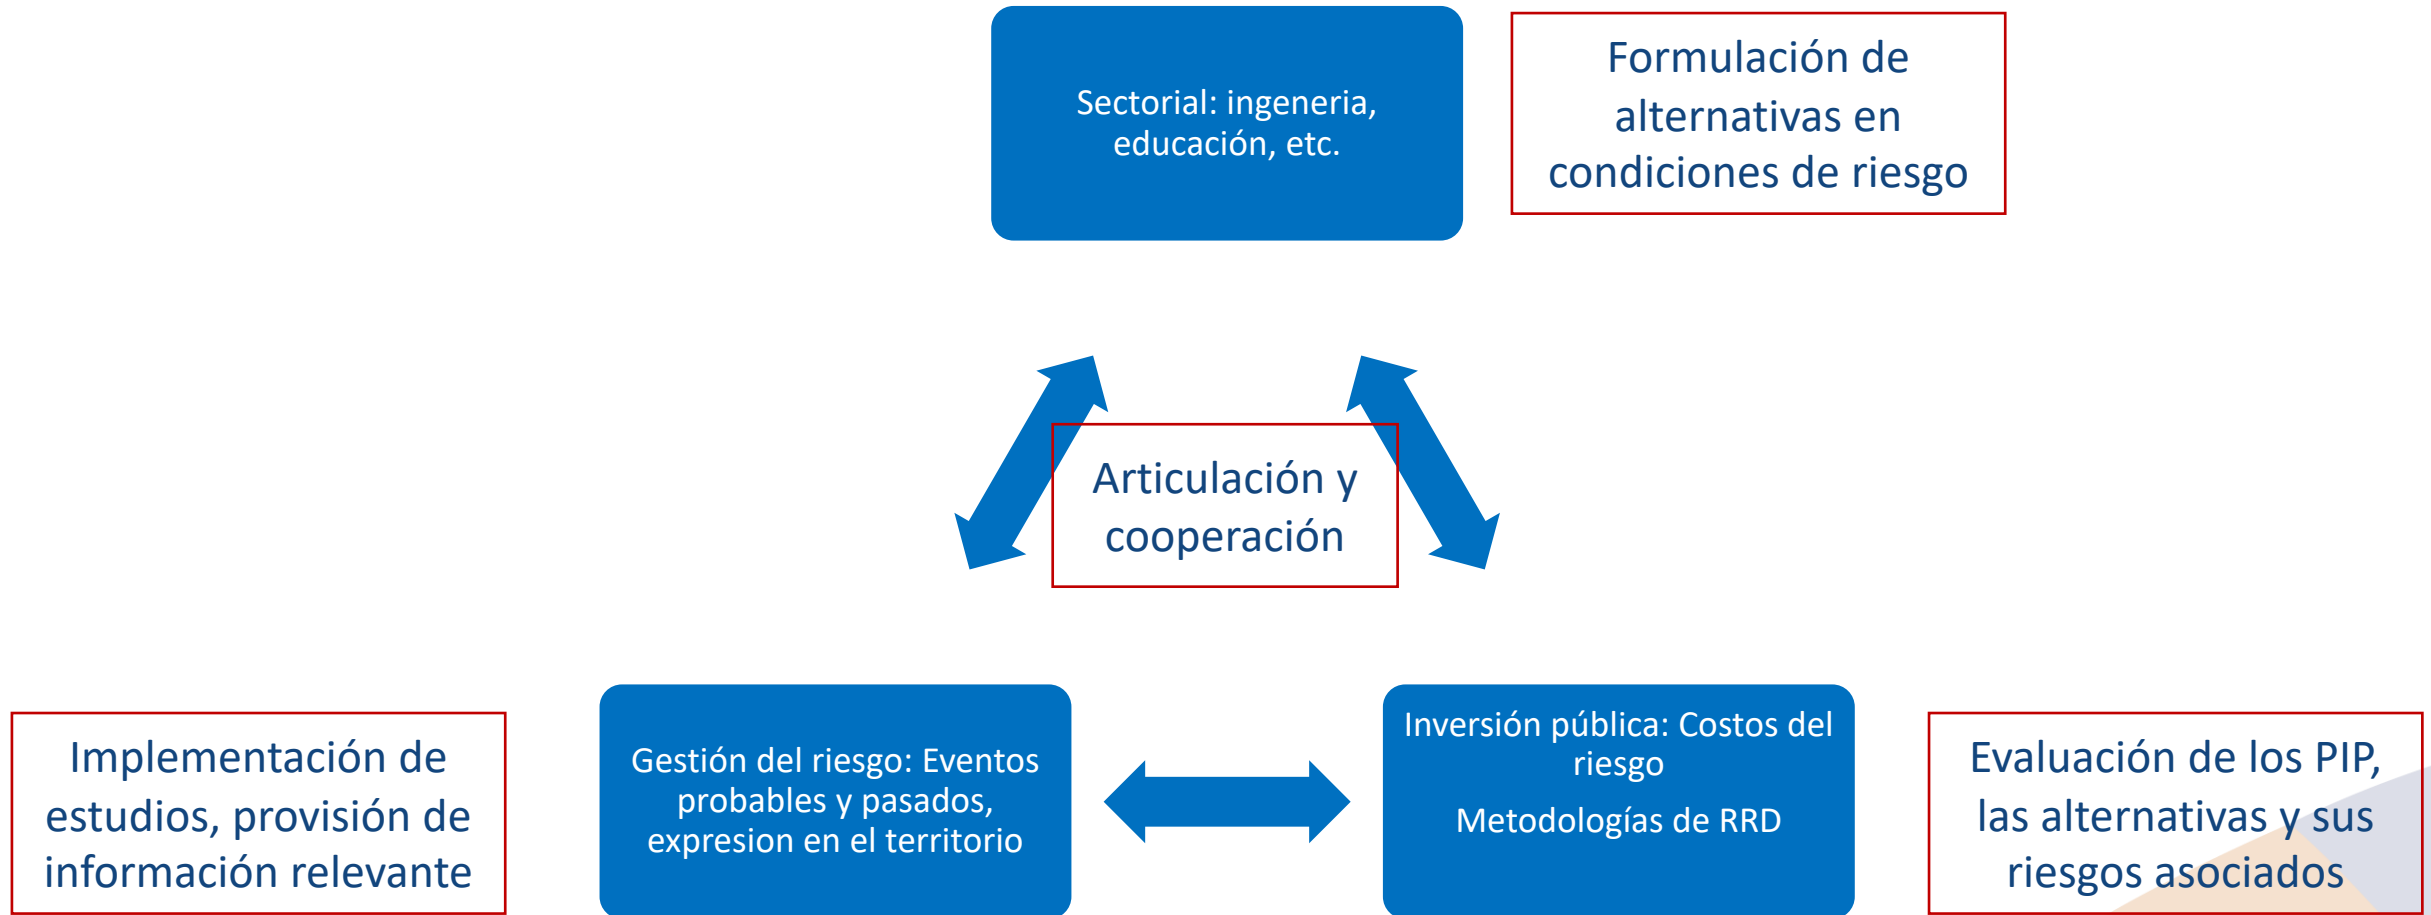 Sectorial: ingeneria,
educación, etc.
Formulación de
alternativas en
condiciones de riesgo
Articulación y
cooperación
Implementación de
estudios, provisión de
información relevante
Gestión del riesgo: Eventos
probables y pasados,
expresion en el territorio
Inversión pública: Costos del
riesgo
Metodologías de RRD
Evaluación de los PIP,
las alternativas y sus
riesgos asociados